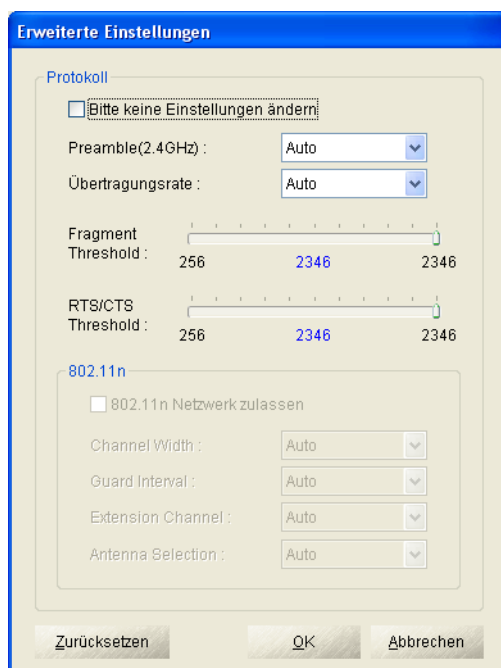 Erweiterte Einstellungen
Protokoll
Bitte keine Einstellungen ändern
Preamble(2.4GHz) : Auto
Übertragungsrate : Auto
Fragment
Threshold :
256 2346 2346
RTS/CTS
Threshold :
256 2346 2346
802.11n
802.11n Netzwerk zulassen
Channel Width : Auto
Guard Interval : Auto
Extension Channel : Auto
Antenna Selection : Auto
Zurücksetzen OK Abbrechen